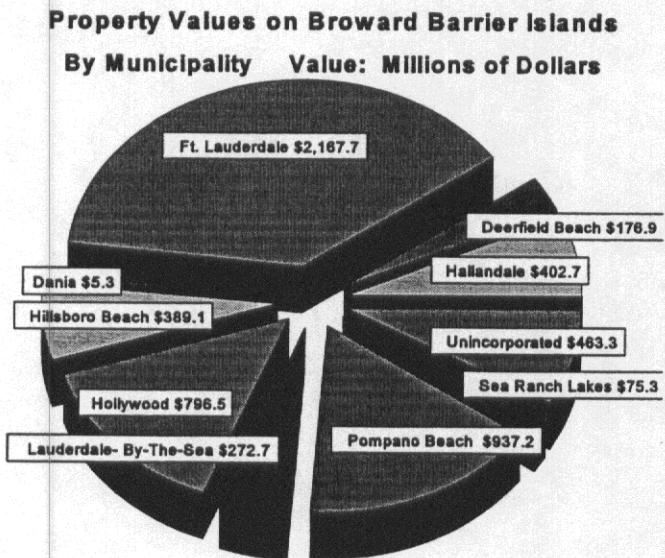 Property Values on Broward Barrier Islands
By Municipality Value: Millions of Dollars
Ft. Lauderdale $2,167.7
Deerfield Beach $176.9
Hallandale $402.7
Dania $5.3
Hillsboro Beach $389.1
Unincorporated $463.3
Sea Ranch Lakes $75.3
Hollywood $796.5
Pompano Beach $937.2
Lauderdale- By-The-Sea $272.7